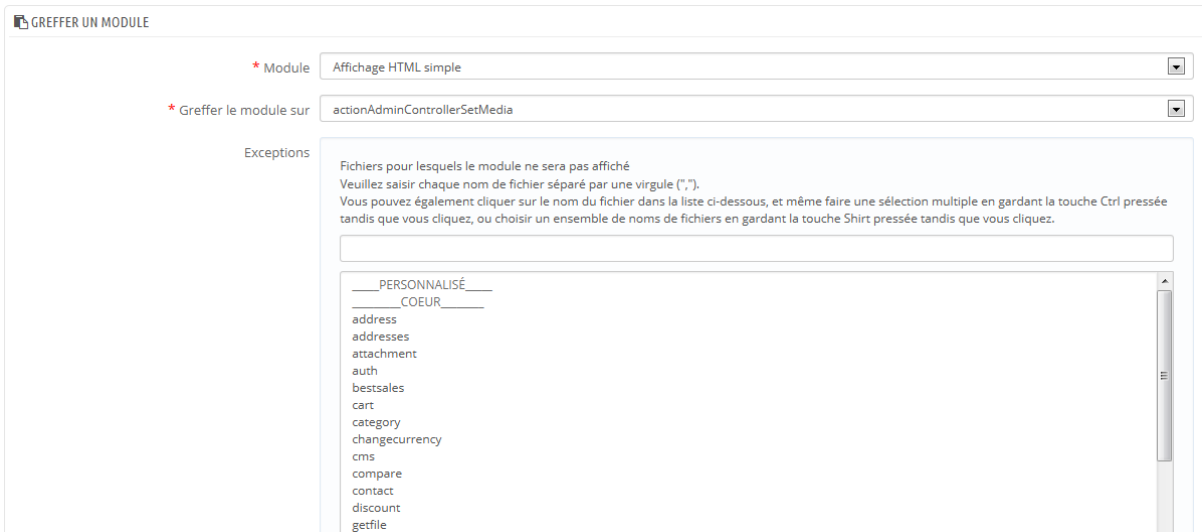 GREFFER UN MODULE
* Module Affichage HTML simple
* Greffer le module sur actionAdminControllerSetMedia
Exceptions
Fichiers pour lesquels le module ne sera pas affiché
Veuillez saisir chaque nom de fichier séparé par une virgule (",").
Vous pouvez également cliquer sur le nom du fichier dans la liste ci-dessous, et même faire une sélection multiple en gardant la touche Ctrl pressée
tandis que vous cliquez, ou choisir un ensemble de noms de fichiers en gardant la touche Shirt pressée tandis que vous cliquez.
_____PERSONNALISÉ_____
_________COEUR________
address
addresses
attachment
auth
bestsales
cart
category
changecurrency
cms
compare
contact
discount
getfile